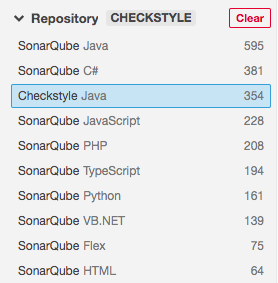 Repository CHECKSTYLE Clear
SonarQube Java 595
SonarQube C# 381
Checkstyle Java 354
SonarQube JavaScript 228
SonarQube PHP 208
SonarQube TypeScript 194
SonarQube Python 161
SonarQube VB.NET 139
SonarQube Flex 75
SonarQube HTML 64